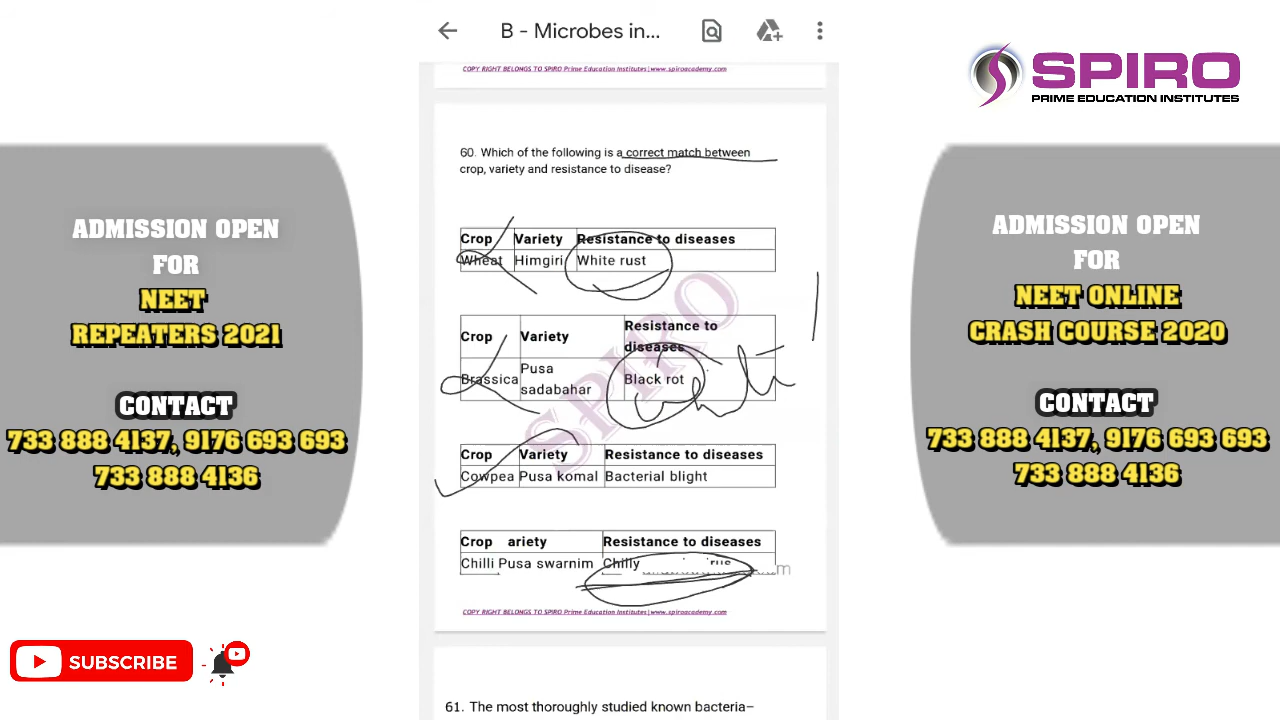 B - Microbes in...
SPIRO
PRIME EDUCATION INSTITUTES
COPY RIGHT BELONGS TO SPIRO Prime Education Institutes|www.spiroacademy.com
60. Which of the following is a correct match between
crop, variety and resistance to disease?
Crop Variety Resistance to diseases
Wheat Himgiri White rust
Crop Variety Resistance to
diseases
Brassica Pusa
sadabahar Black rot
Crop Variety Resistance to diseases
Cowpea Pusa komal Bacterial blight
Crop ariety Resistance to diseases
Chilli Pusa swarnim Chilly
SPIRO
COPY RIGHT BELONGS TO SPIRO Prime Education Institutes|www.spiroacademy.com
61. The most thoroughly studied known bacteria–
ADMISSION OPEN
FOR
NEET
REPEATERS 2021
CONTACT
733 888 4137, 9176 693 693
733 888 4136
ADMISSION OPEN
FOR
NEET ONLINE
CRASH COURSE 2020
CONTACT
733 888 4137, 9176 693 693
733 888 4136
SUBSCRIBE